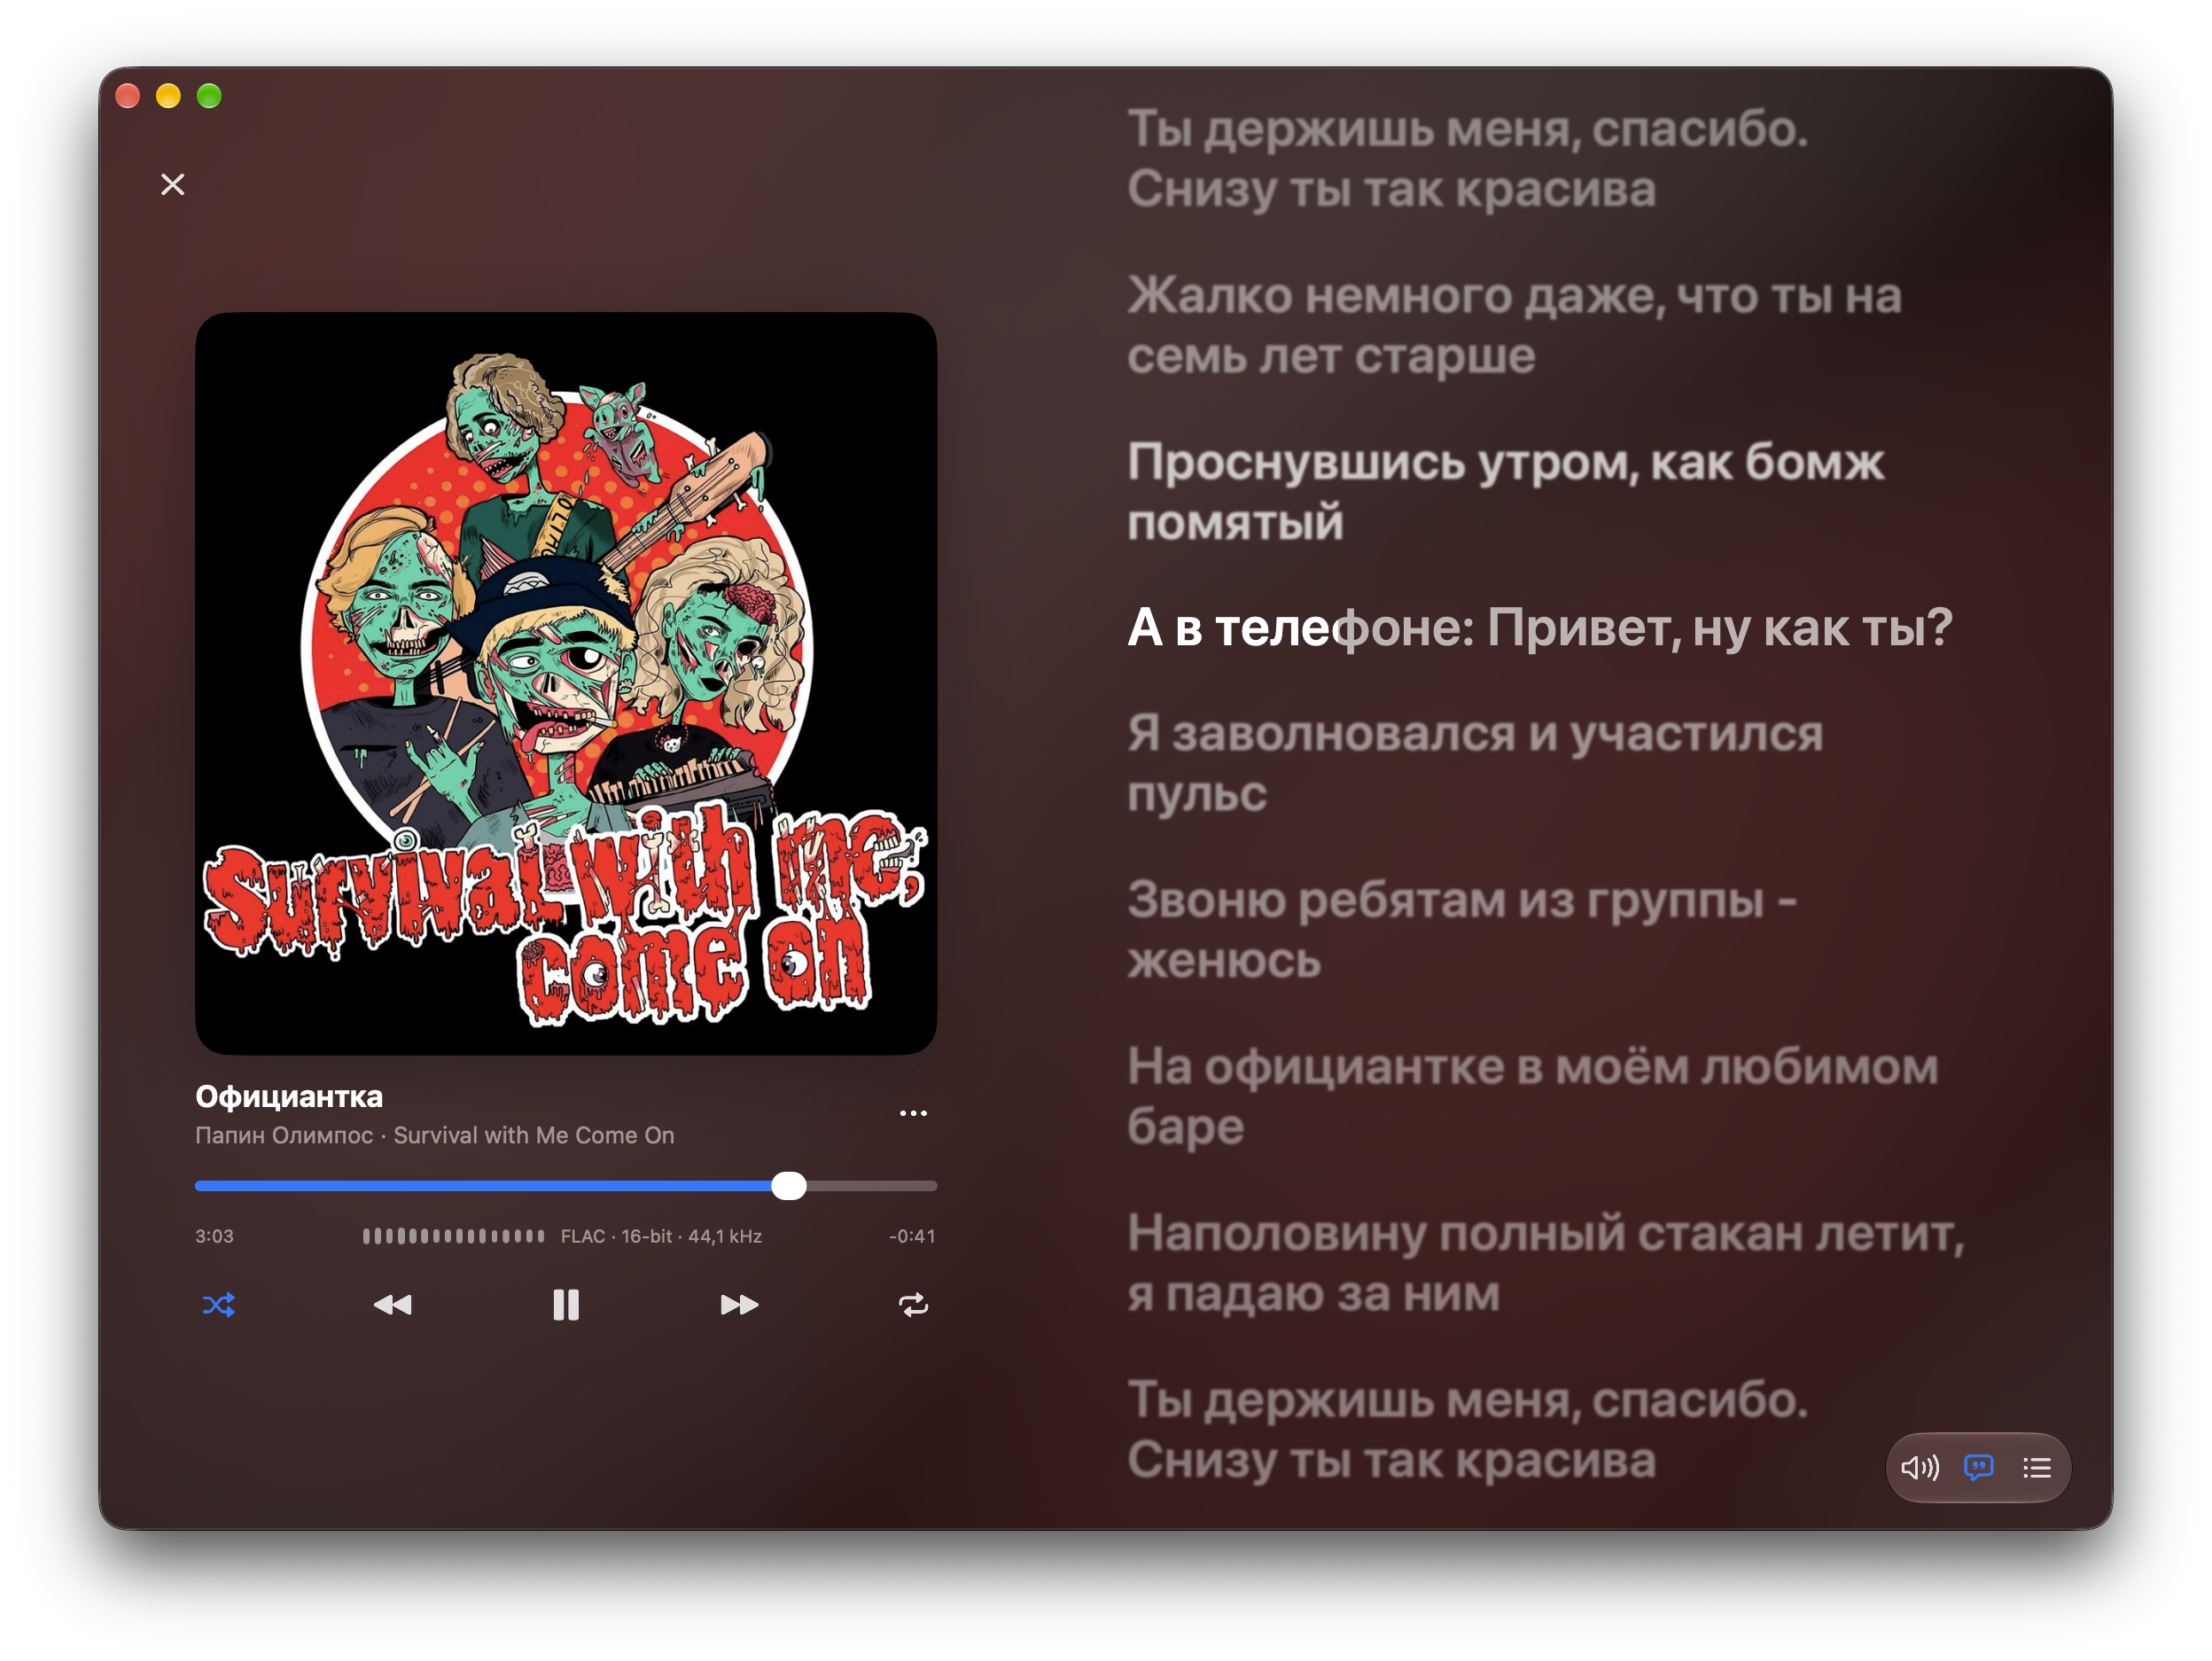 OLIMP
Survival with me,
come on
Официантка
Папин Олимпос · Survival with Me Come On
3:03
FLAC · 16-bit · 44,1 kHz
-0:41
Ты держишь меня, спасибо.
Снизу ты так красива
Жалко немного даже, что ты на
семь лет старше
Проснувшись утром, как бомж
помятый
А в телефоне: Привет, ну как ты?
Я заволновался и участился
пульс
Звоню ребятам из группы -
женюсь
На официантке в моём любимом
баре
Наполовину полный стакан летит,
я падаю за ним
Ты держишь меня, спасибо.
Снизу ты так красива